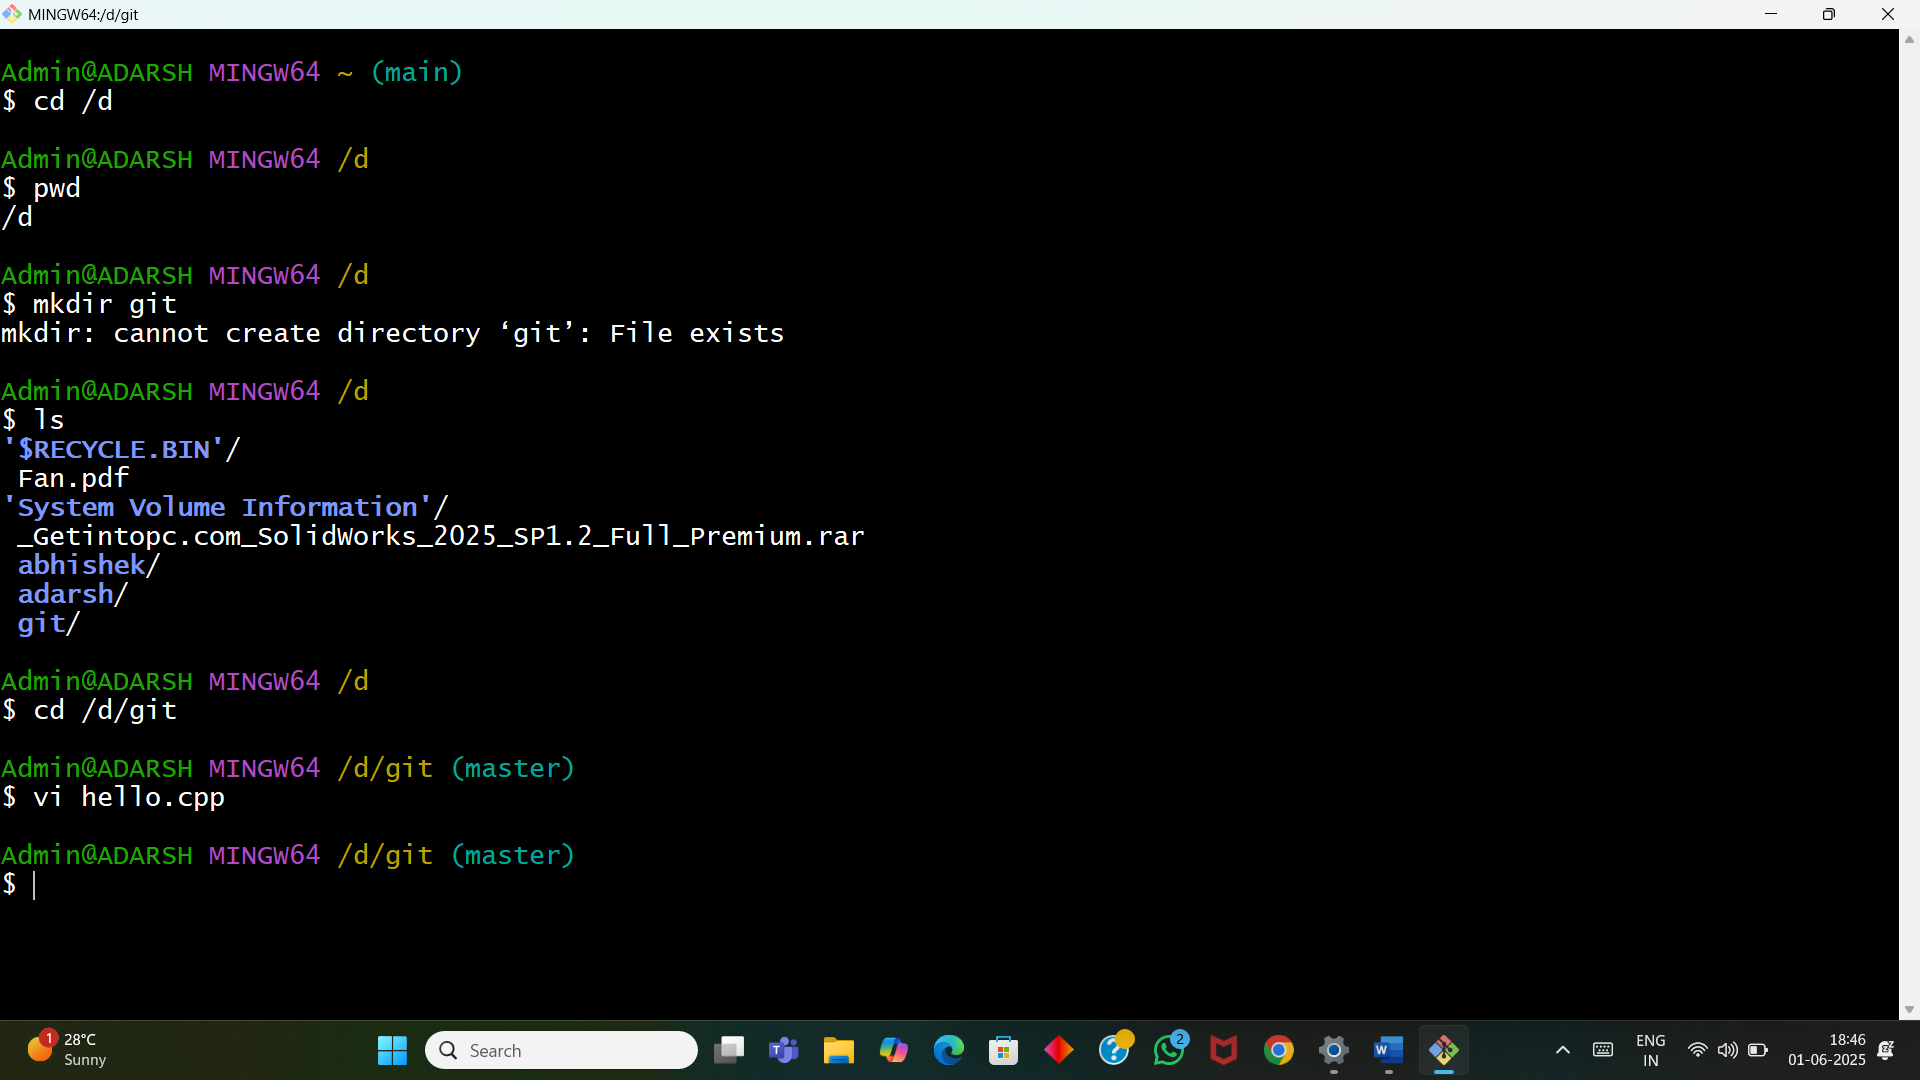 MINGW64:/d/git
Admin@ADARSH MINGW64 ~ (main)
$ cd /d
Admin@ADARSH MINGW64 /d
$ pwd
/d
Admin@ADARSH MINGW64 /d
$ mkdir git
mkdir: cannot create directory ‘git’: File exists
Admin@ADARSH MINGW64 /d
$ ls
'$RECYCLE.BIN'/
Fan.pdf
'System Volume Information'/
_Getintopc.com_SolidWorks_2025_SP1.2_Full_Premium.rar
abhishek/
adarsh/
git/
Admin@ADARSH MINGW64 /d
$ cd /d/git
Admin@ADARSH MINGW64 /d/git (master)
$ vi hello.cpp
Admin@ADARSH MINGW64 /d/git (master)
$
1
28°C
Sunny
Search
2
ENG
IN
18:46
01-06-2025